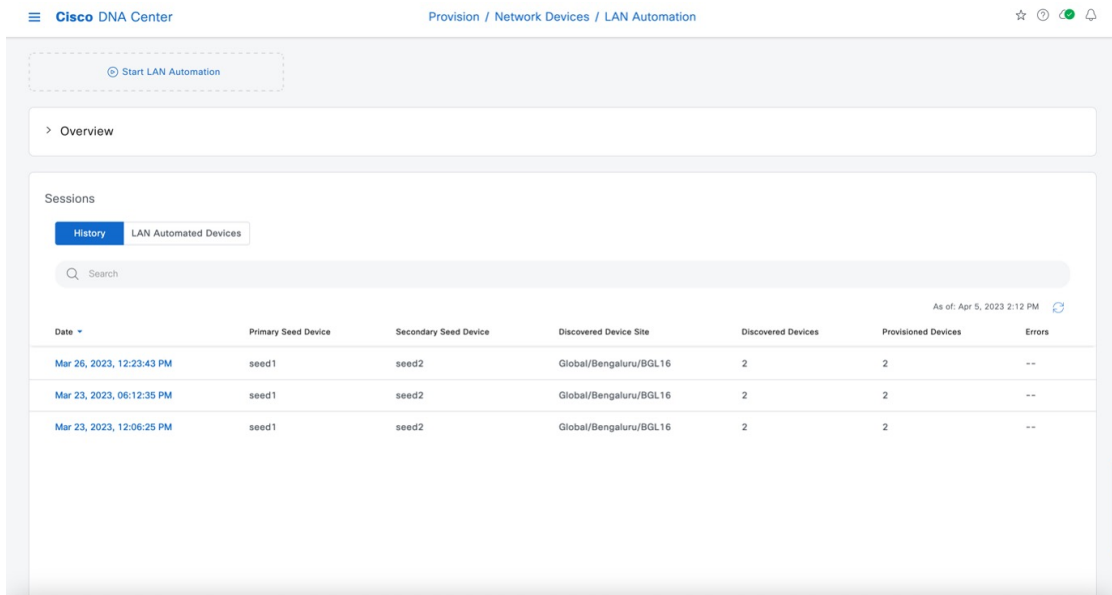 Cisco DNA Center
Provision / Network Devices / LAN Automation
Start LAN Automation
Overview
Sessions
History LAN Automated Devices
Search
As of: Apr 5, 2023 2:12 PM
Date Primary Seed Device Secondary Seed Device Discovered Device Site Discovered Devices Provisioned Devices Errors
Mar 26, 2023, 12:23:43 PM seed1 seed2 Global/Bengaluru/BGL16 2 2 --
Mar 23, 2023, 06:12:35 PM seed1 seed2 Global/Bengaluru/BGL16 2 2 --
Mar 23, 2023, 12:06:25 PM seed1 seed2 Global/Bengaluru/BGL16 2 2 --